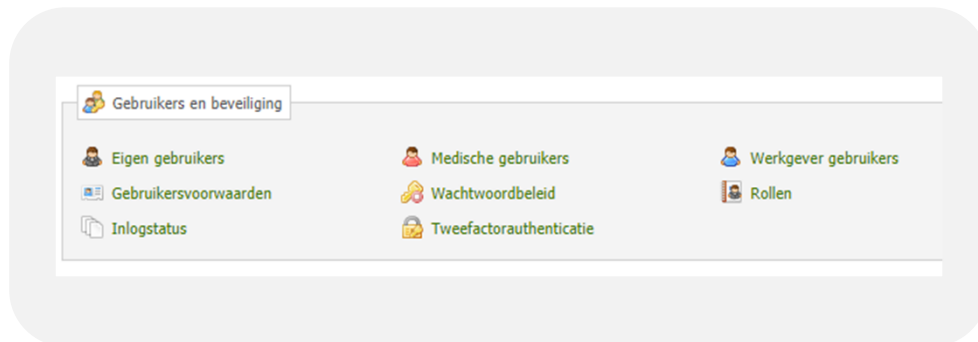 Gebruikers en beveiliging
Eigen gebruikers
Medische gebruikers
Werkgever gebruikers
Gebruikersvoorwaarden
Wachtwoordbeleid
Rollen
Inlogstatus
Tweefactorauthenticatie